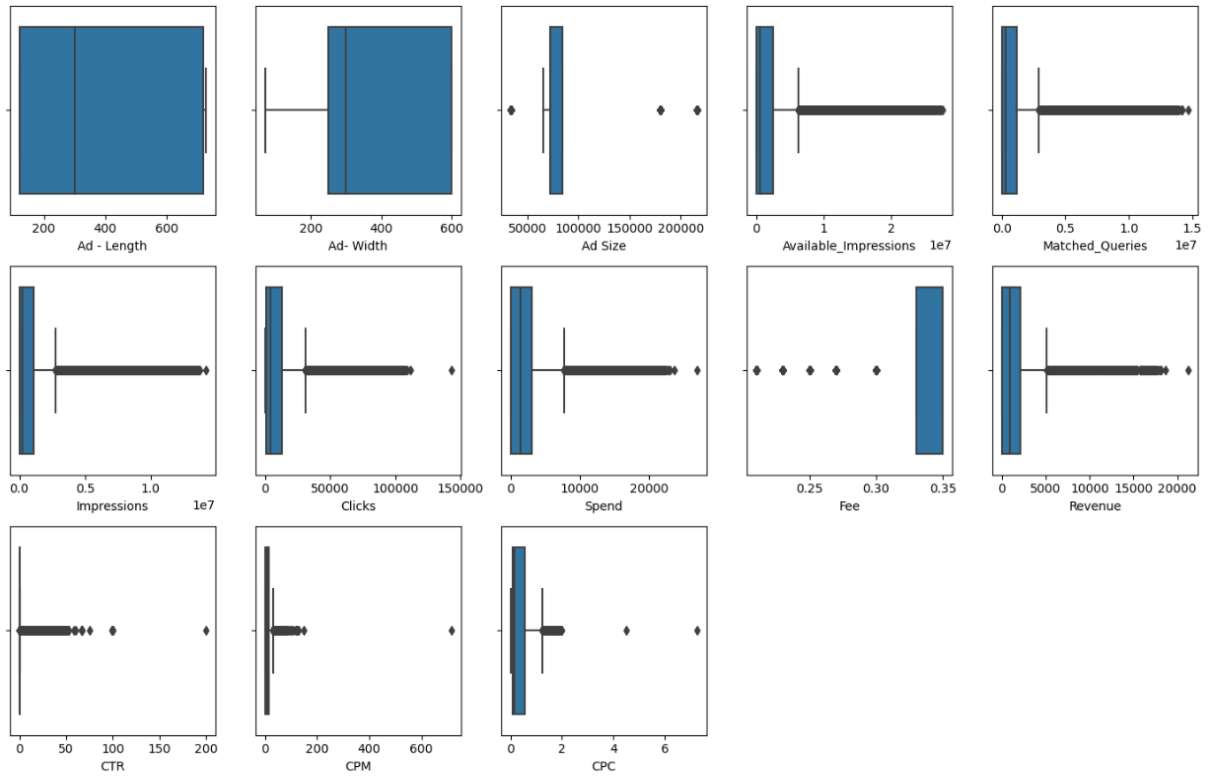 200 400 600
Ad - Length
200 400 600
Ad- Width
50000 100000 150000 200000
Ad Size
0 1 2
Available_Impressions 1e7
0.0 0.5 1.0 1.5
Matched_Queries 1e7
0.0 0.5 1.0
Impressions 1e7
0 50000 100000 150000
Clicks
0 10000 20000
Spend
0.25 0.30 0.35
Fee
0 5000 10000 15000 20000
Revenue
0 50 100 150 200
CTR
0 200 400 600
CPM
0 2 4 6
CPC